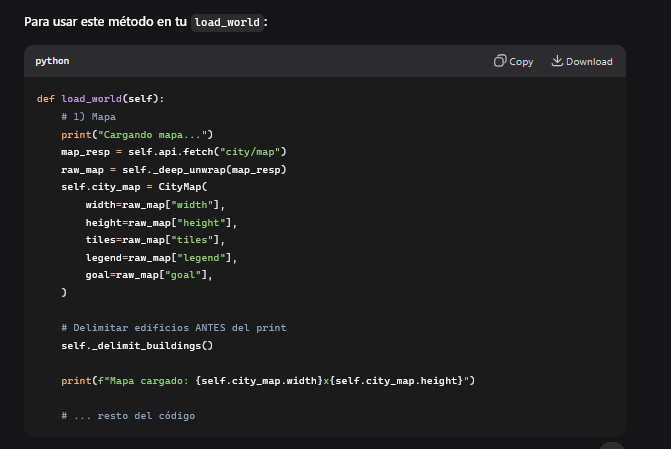 Para usar este método en tu load_world:
python
Copy
Download
def load_world(self):
    # 1) Mapa
    print("Cargando mapa...")
    map_resp = self.api.fetch("city/map")
    raw_map = self._deep_unwrap(map_resp)
    self.city_map = CityMap(
        width=raw_map["width"],
        height=raw_map["height"],
        tiles=raw_map["tiles"],
        legend=raw_map["legend"],
        goal=raw_map["goal"],
    )
    # Delimitar edificios ANTES del print
    self._delimit_buildings()
    print(f"Mapa cargado: {self.city_map.width}x{self.city_map.height}")
    # ... resto del código